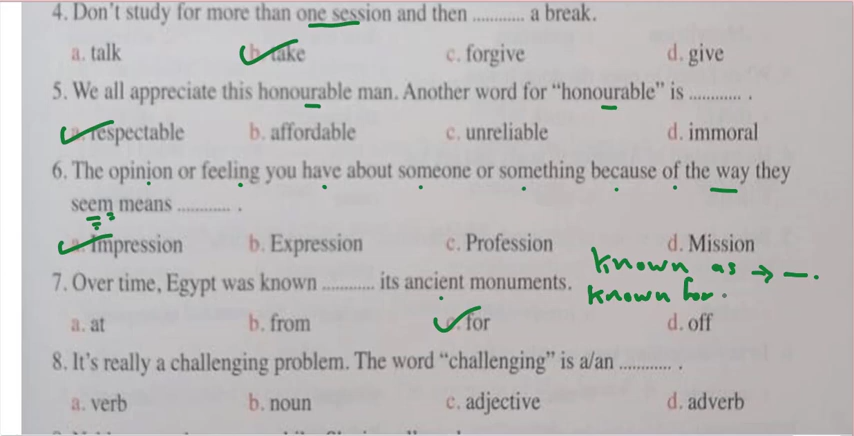 4. Don't study for more than one session and then ............ a break.
a. talk b. take c. forgive d. give
5. We all appreciate this honourable man. Another word for "honourable" is ............ .
a. respectable b. affordable c. unreliable d. immoral
6. The opinion or feeling you have about someone or something because of the way they
seem means ............ .
a. Impression b. Expression c. Profession d. Mission
known as → —.
7. Over time, Egypt was known ............ its ancient monuments.
known for.
a. at b. from c. for d. off
8. It's really a challenging problem. The word "challenging" is a/an ............ .
a. verb b. noun c. adjective d. adverb